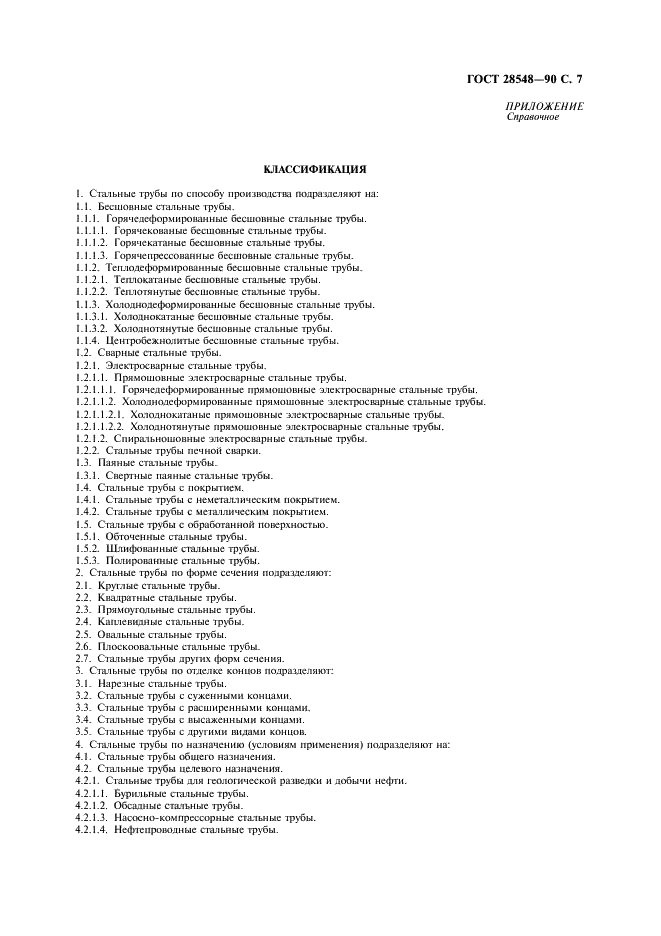 ГОСТ 28548—90 С. 7
ПРИЛОЖЕНИЕ
Справочное
КЛАССИФИКАЦИЯ
1. Стальные трубы по способу производства подразделяют на:
1.1. Бесшовные стальные трубы.
1.1.1. Горячедеформированные бесшовные стальные трубы.
1.1.1.1. Горячекованые бесшовные стальные трубы.
1.1.1.2. Горячекатаные бесшовные стальные трубы.
1.1.1.3. Горячепрессованные бесшовные стальные трубы.
1.1.2. Теплодеформированные бесшовные стальные трубы.
1.1.2.1. Теплокатаные бесшовные стальные трубы.
1.1.2.2. Теплотянутые бесшовные стальные трубы.
1.1.3. Холоднодеформированные бесшовные стальные трубы.
1.1.3.1. Холоднокатаные бесшовные стальные трубы.
1.1.3.2. Холоднотянутые бесшовные стальные трубы.
1.1.4. Центробежнолитые бесшовные стальные трубы.
1.2. Сварные стальные трубы.
1.2.1. Электросварные стальные трубы.
1.2.1.1. Прямошовные электросварные стальные трубы.
1.2.1.1.1. Горячедеформированные прямошовные электросварные стальные трубы.
1.2.1.1.2. Холоднодеформированные прямошовные электросварные стальные трубы.
1.2.1.1.2.1. Холоднокатаные прямошовные электросварные стальные трубы.
1.2.1.1.2.2. Холоднотянутые прямошовные электросварные стальные трубы.
1.2.1.2. Спиральношовные электросварные стальные трубы.
1.2.2. Стальные трубы печной сварки.
1.3. Паяные стальные трубы.
1.3.1. Свертные паяные стальные трубы.
1.4. Стальные трубы с покрытием.
1.4.1. Стальные трубы с неметаллическим покрытием.
1.4.2. Стальные трубы с металлическим покрытием.
1.5. Стальные трубы с обработанной поверхностью.
1.5.1. Обточенные стальные трубы.
1.5.2. Шлифованные стальные трубы.
1.5.3. Полированные стальные трубы.
2. Стальные трубы по форме сечения подразделяют:
2.1. Круглые стальные трубы.
2.2. Квадратные стальные трубы.
2.3. Прямоугольные стальные трубы.
2.4. Каплевидные стальные трубы.
2.5. Овальные стальные трубы.
2.6. Плоскоовальные стальные трубы.
2.7. Стальные трубы других форм сечения.
3. Стальные трубы по отделке концов подразделяют:
3.1. Нарезные стальные трубы.
3.2. Стальные трубы с суженными концами.
3.3. Стальные трубы с расширенными концами.
3.4. Стальные трубы с высаженными концами.
3.5. Стальные трубы с другими видами концов.
4. Стальные трубы по назначению (условиям применения) подразделяют на:
4.1. Стальные трубы общего назначения.
4.2. Стальные трубы целевого назначения.
4.2.1. Стальные трубы для геологической разведки и добычи нефти.
4.2.1.1. Бурильные стальные трубы.
4.2.1.2. Обсадные стальные трубы.
4.2.1.3. Насосно-компрессорные стальные трубы.
4.2.1.4. Нефтепроводные стальные трубы.